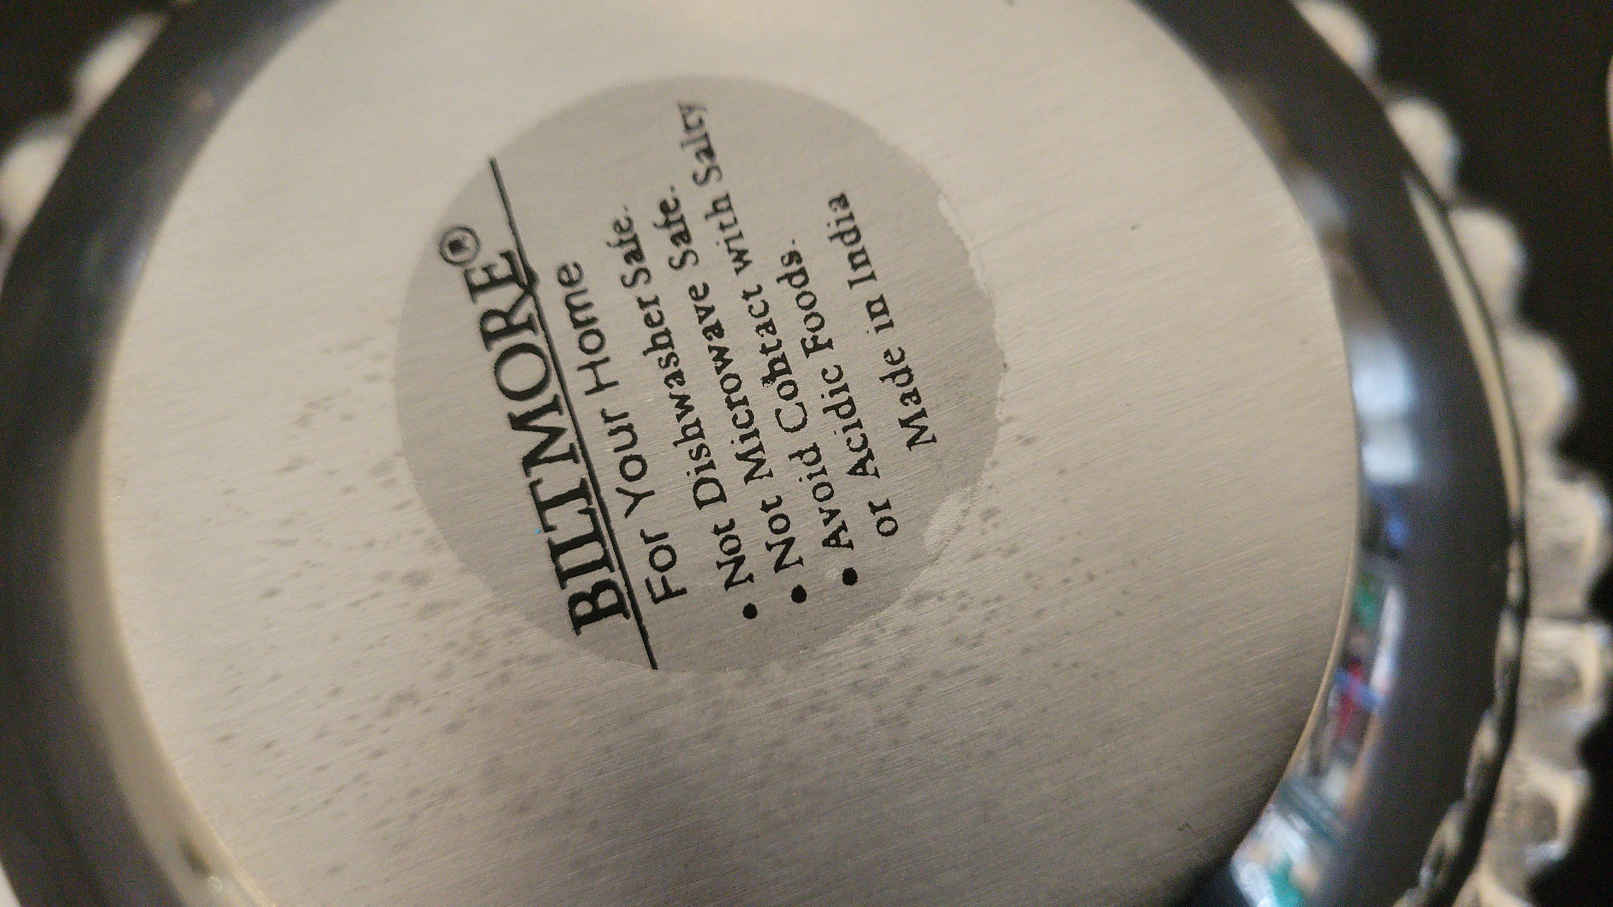 BILTMORE®
For Your Home
• Not Dishwasher Safe.
• Not Microwave Safe.
• Avoid Contact with Salty
or Acidic Foods.
Made in India